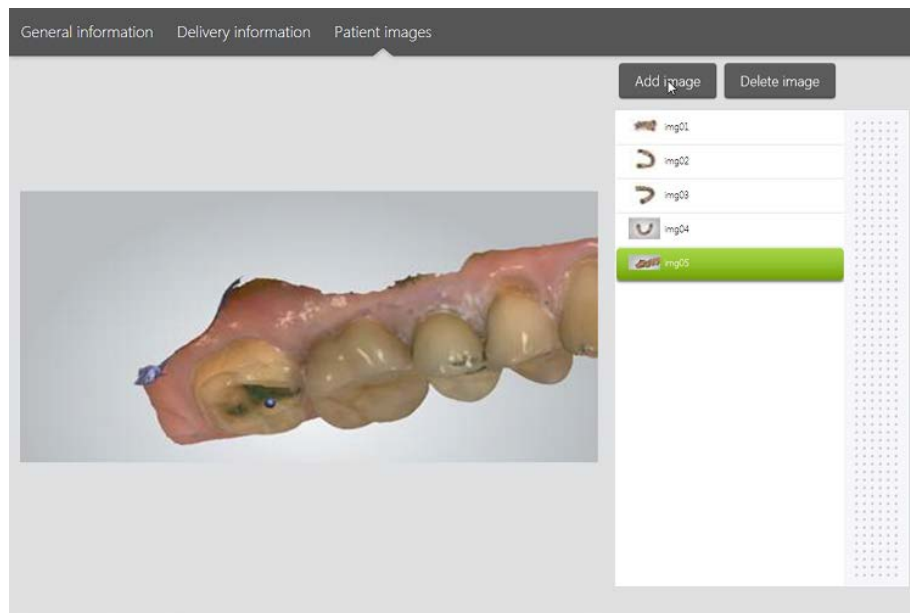 General information Delivery information Patient images
Add image Delete image
img01
img02
img03
img04
img05